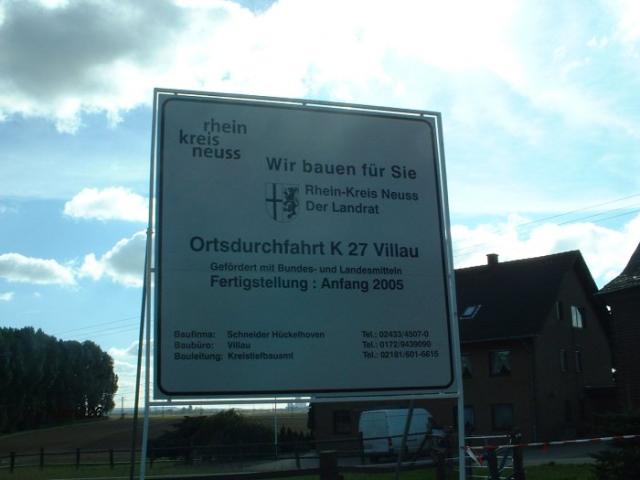 rhein
kreis
neuss
Wir bauen für Sie
Rhein-Kreis Neuss
Der Landrat
Ortsdurchfahrt K 27 Villau
Gefördert mit Bundes- und Landesmitteln
Fertigstellung : Anfang 2005
Baufirma: Schneider Hückelhoven Tel.: 02433/4507-0
Baubüro: Villau Tel.: 0172/9439090
Bauleitung: Kreistiefbauamt Tel.: 02181/601-6615